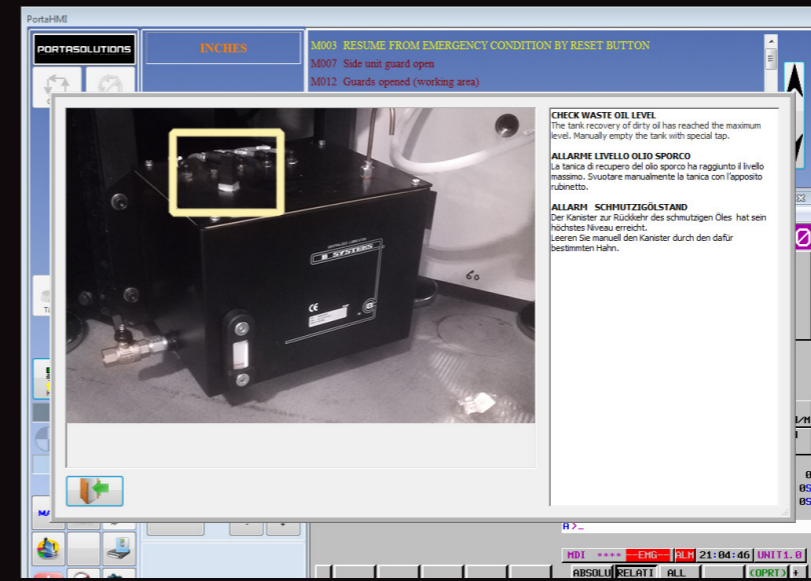 PortaHMI
PORTASOLUTIONS
INCHES
M003 RESUME FROM EMERGENCY CONDITION BY RESET BUTTON
M007 Side unit guard open
M012 Guards opened (working area)
CHECK WASTE OIL LEVEL
The tank recovery of dirty oil has reached the maximum
level. Manually empty the tank with special tap.
ALLARME LIVELLO OLIO SPORCO
La tanica di recupero del olio sporco ha raggiunto il livello
massimo. Svuotare manualmente la tanica con l'apposito
rubinetto.
ALLARM SCHMUTZIGÖLSTAND
Der Kanister zur Rückkehr des schmutzigen Öles hat sein
höchstes Niveau erreicht.
Leeren Sie manuell den Kanister durch den dafür
bestimmten Hahn.
SYSTEMS
CE
60
A>_
MDI **** --EMG-- ALM 21:04:46 UNIT1.0
ABSOLU RELATI ALL (OPRT) +